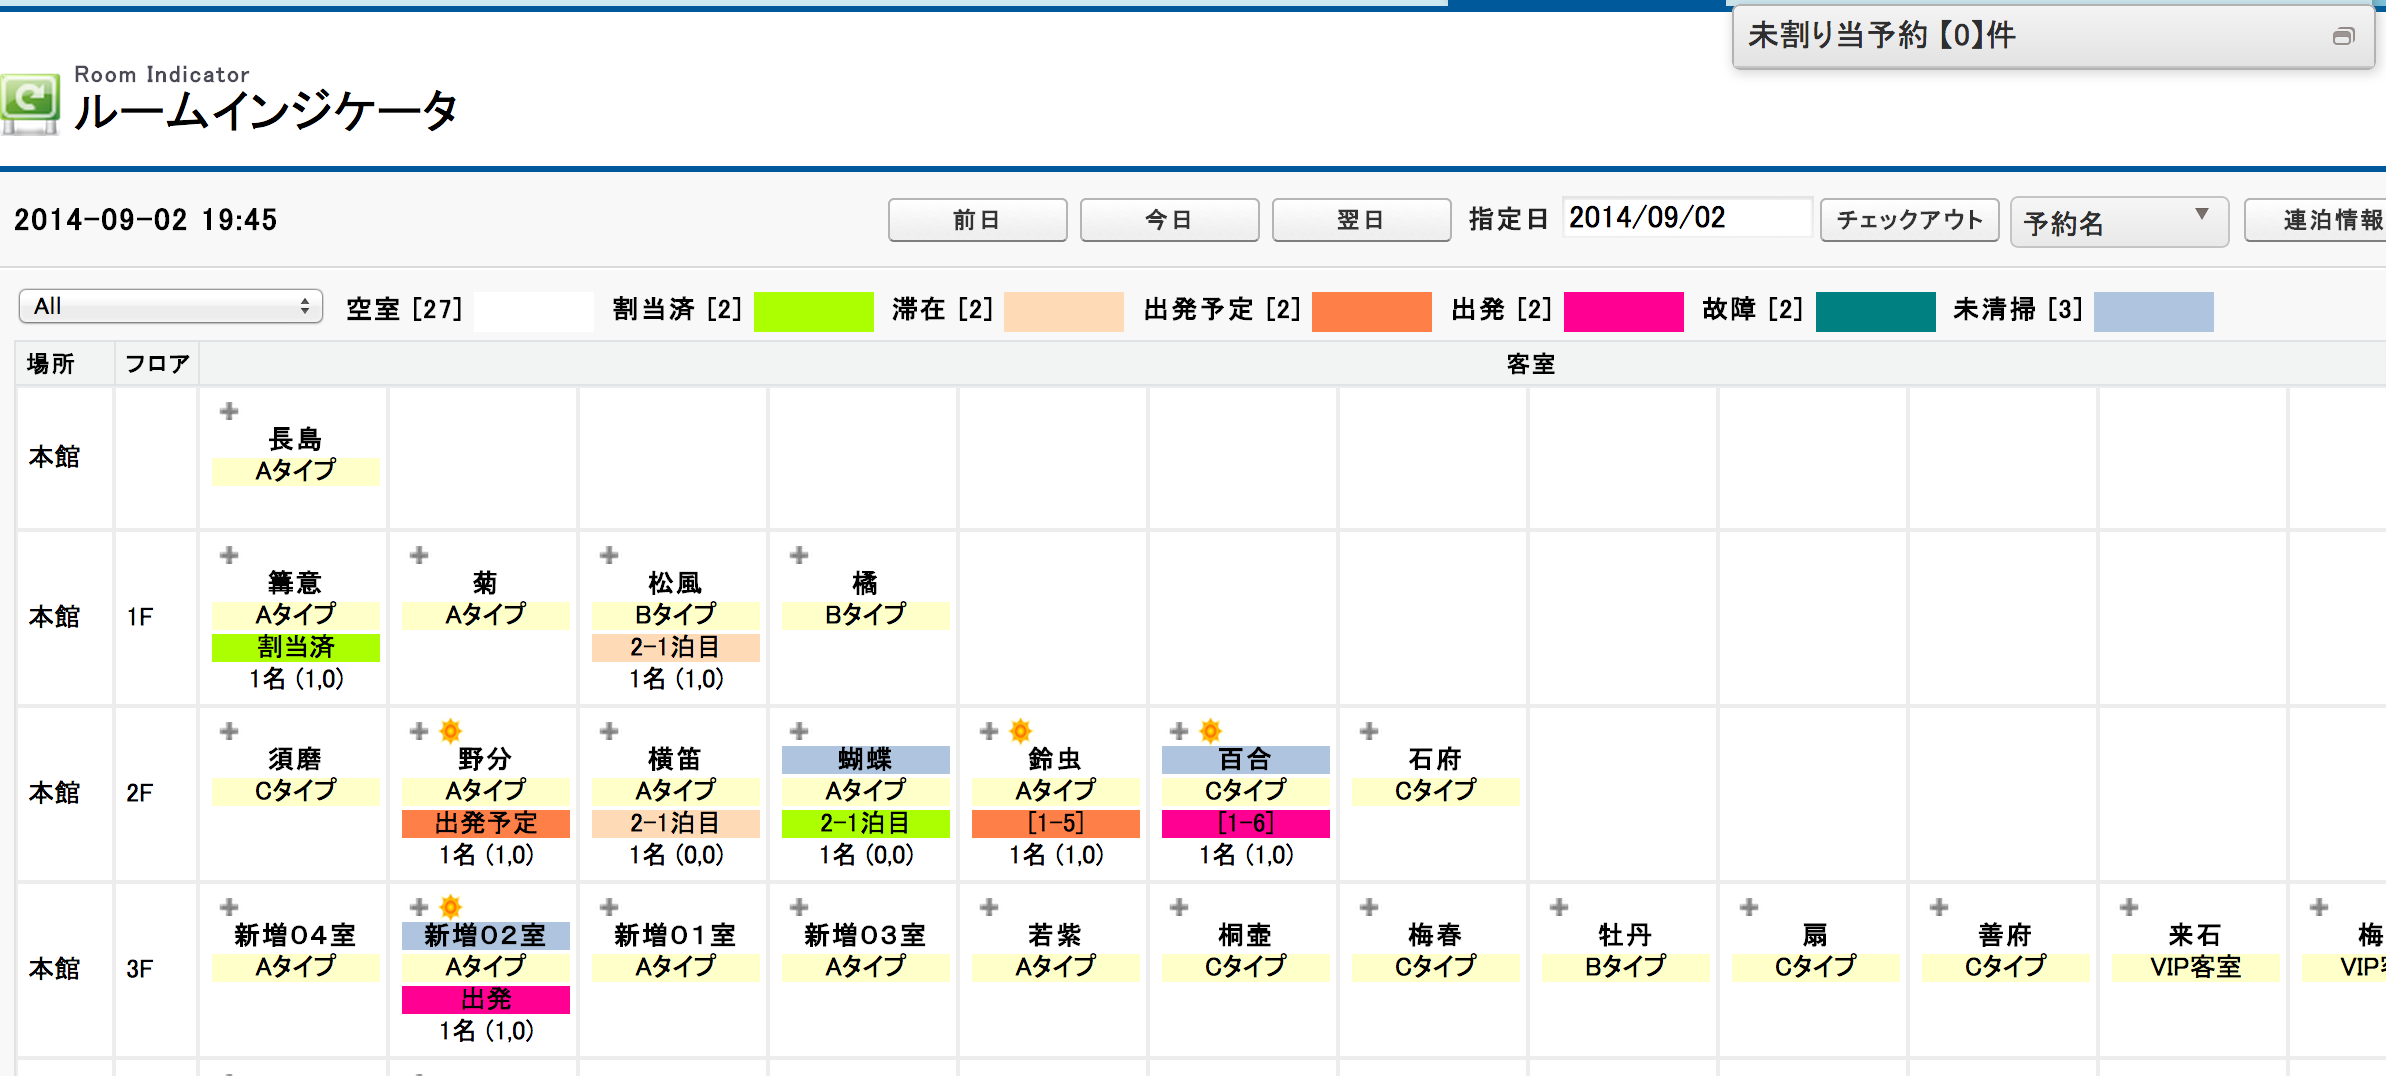 未割り当予約【0】件
Room Indicator
ルームインジケータ
2014-09-02 19:45 前日 今日 翌日 指定日 2014/09/02 チェックアウト 予約名 連泊情報
All 空室 [27] 割当済 [2] 滞在 [2] 出発予定 [2] 出発 [2] 故障 [2] 未清掃 [3]
場所 フロア 客室
本館 長島
Aタイプ
本館 1F 篝意 菊 松風 橘
Aタイプ Aタイプ Bタイプ Bタイプ
割当済 2-1泊目
1名 (1,0) 1名 (1,0)
本館 2F 須磨 野分 横笛 蝴蝶 鈴虫 百合 石府
Cタイプ Aタイプ Aタイプ Aタイプ Aタイプ Cタイプ Cタイプ
出発予定 2-1泊目 2-1泊目 [1-5] [1-6]
1名 (1,0) 1名 (0,0) 1名 (0,0) 1名 (1,0) 1名 (1,0)
本館 3F 新増04室 新増02室 新増01室 新増03室 若紫 桐壷 梅春 牡丹 扇 善府 来石 梅
Aタイプ Aタイプ Aタイプ Aタイプ Aタイプ Cタイプ Cタイプ Bタイプ Cタイプ Cタイプ VIP客室 VIP
出発
1名 (1,0)